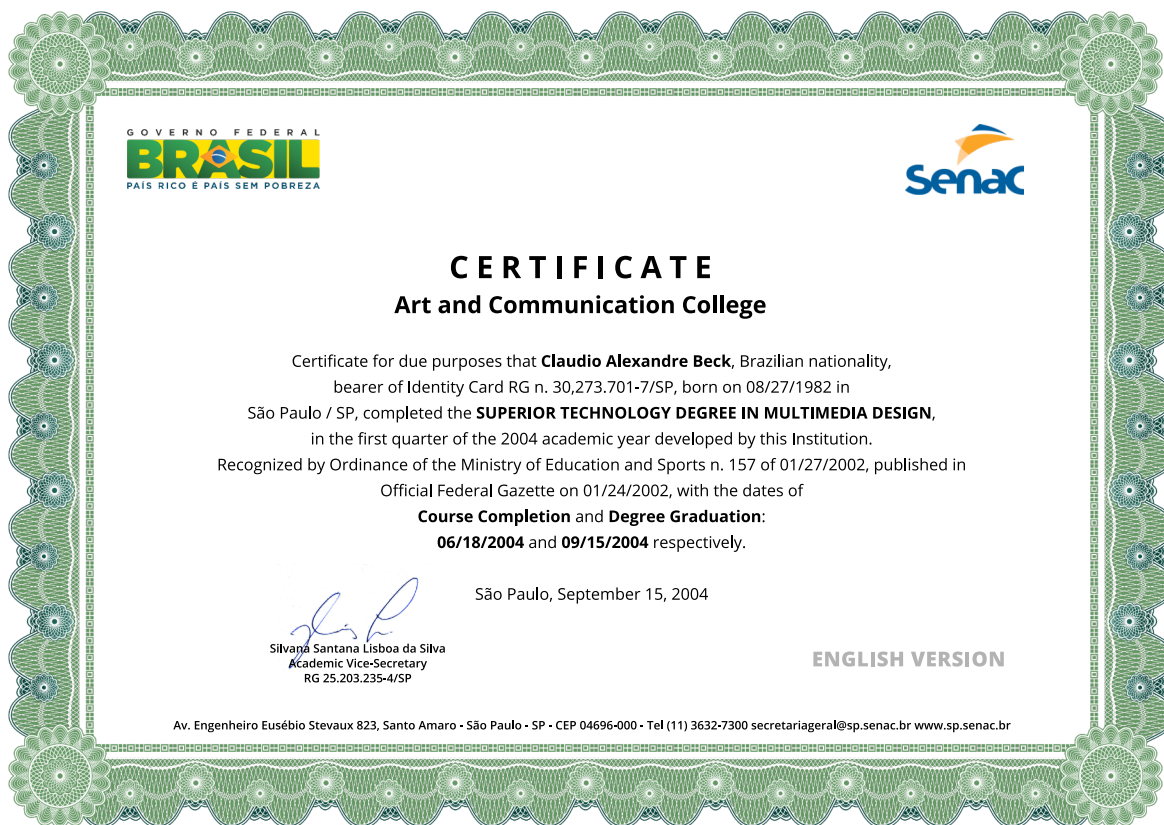 GOVERNO FEDERAL
BRASIL
PAÍS RICO É PAÍS SEM POBREZA
Senac
CERTIFICATE
Art and Communication College
Certificate for due purposes that Claudio Alexandre Beck, Brazilian nationality,
bearer of Identity Card RG n. 30,273.701-7/SP, born on 08/27/1982 in
São Paulo / SP, completed the SUPERIOR TECHNOLOGY DEGREE IN MULTIMEDIA DESIGN,
in the first quarter of the 2004 academic year developed by this Institution.
Recognized by Ordinance of the Ministry of Education and Sports n. 157 of 01/27/2002, published in
Official Federal Gazette on 01/24/2002, with the dates of
Course Completion and Degree Graduation:
06/18/2004 and 09/15/2004 respectively.
São Paulo, September 15, 2004
Silvana Santana Lisboa da Silva
Academic Vice-Secretary
RG 25.203.235-4/SP
ENGLISH VERSION
Av. Engenheiro Eusébio Stevaux 823, Santo Amaro - São Paulo - SP - CEP 04696-000 - Tel (11) 3632-7300 secretariageral@sp.senac.br www.sp.senac.br